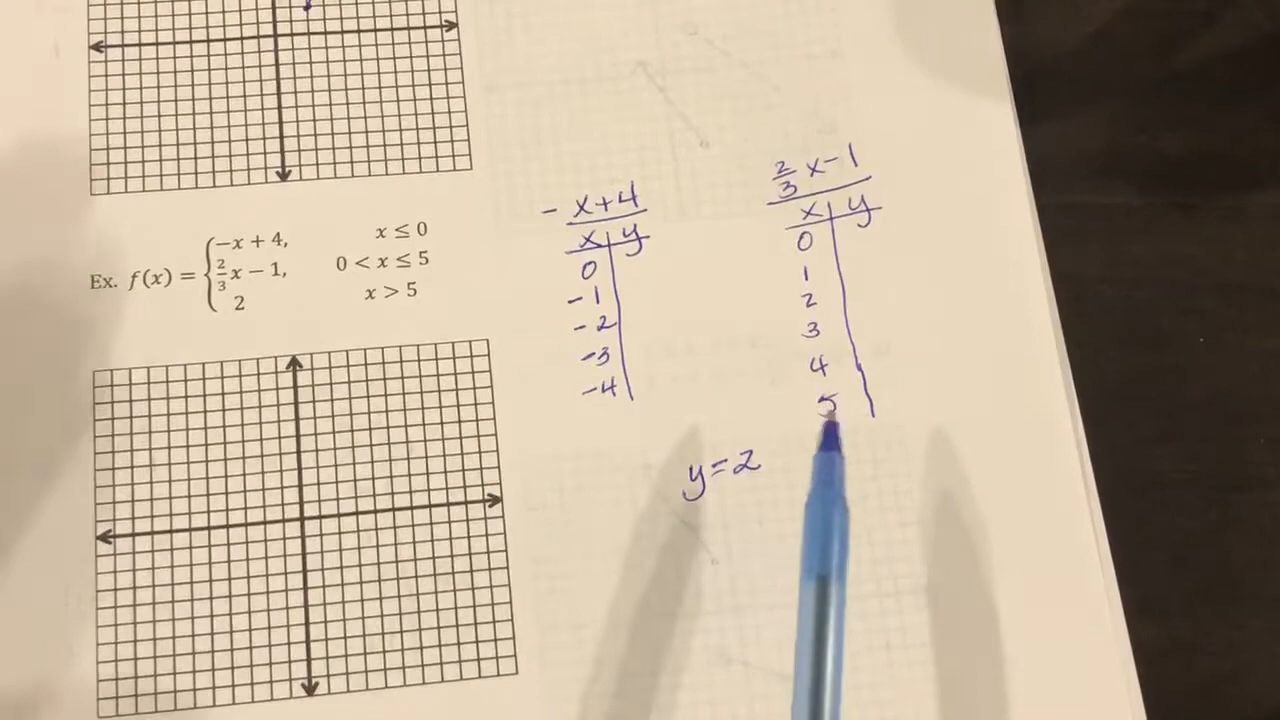 Ex. f(x) = { -x + 4, x ≤ 0
2/3 x - 1, 0 < x ≤ 5
2 x > 5
- x+4
x y
0
-1
-2
-3
-4
2/3 x-1
x y
0
1
2
3
4
5
y=2